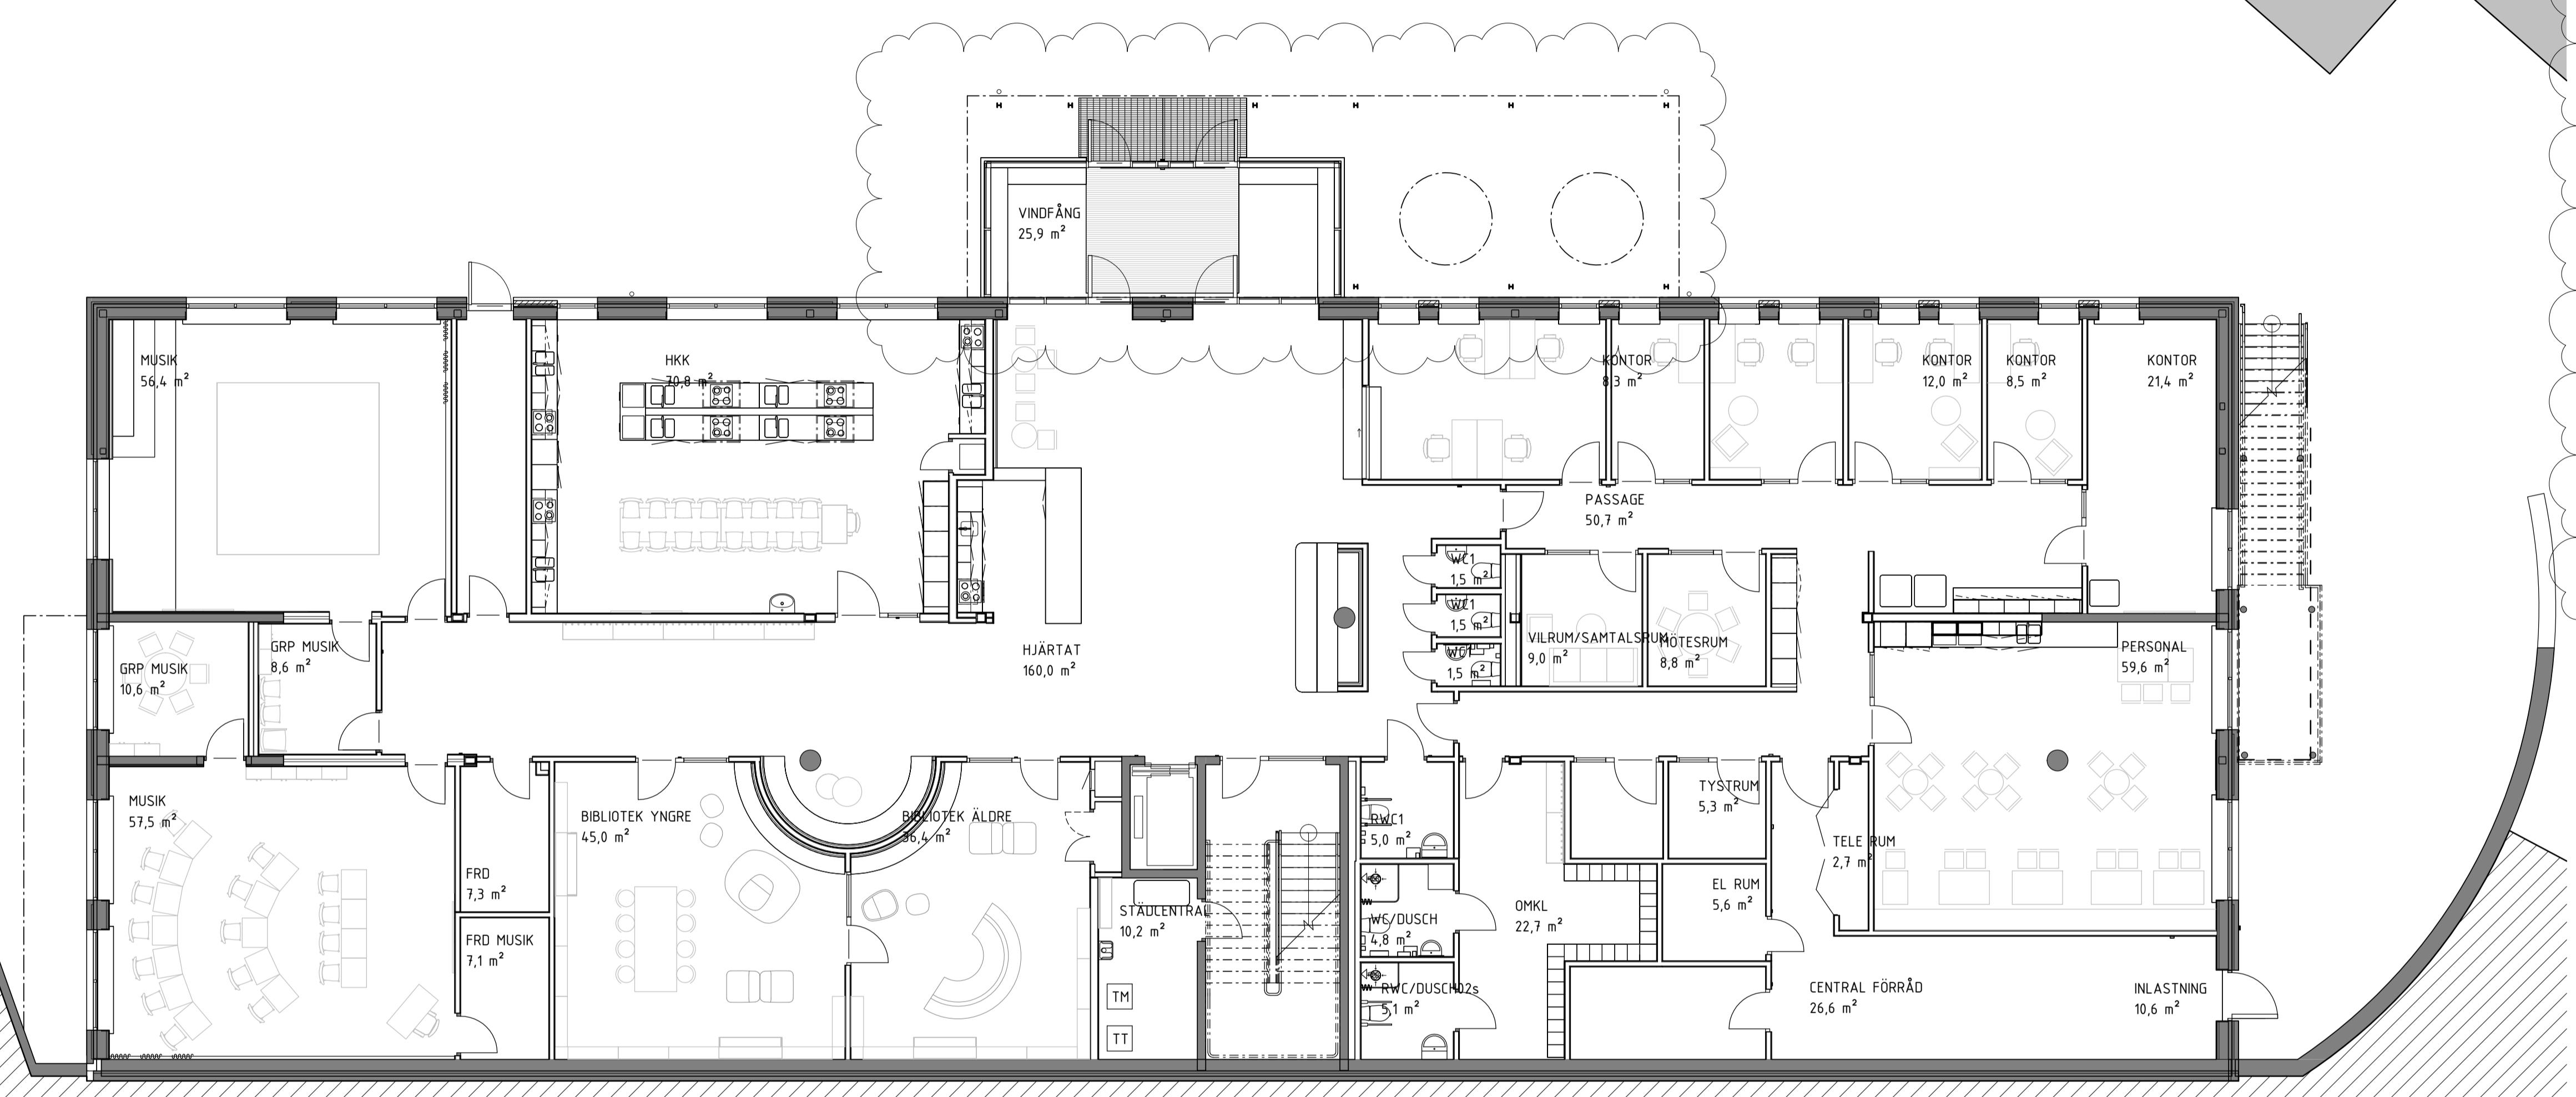 VINDFÅNG
25,9 m²
MUSIK
56,4 m²
HKK
70,8 m²
KONTOR
8,3 m²
KONTOR
12,0 m²
KONTOR
8,5 m²
KONTOR
21,4 m²
PASSAGE
50,7 m²
WC1
1,5 m²
WC1
1,5 m²
WC1
1,5 m²
VILRUM/SAMTALSRUM
9,0 m²
MÖTESRUM
8,8 m²
HJÄRTAT
160,0 m²
GRP MUSIK
10,6 m²
GRP MUSIK
8,6 m²
PERSONAL
59,6 m²
MUSIK
57,5 m²
BIBLIOTEK YNGRE
45,0 m²
BIBLIOTEK ÄLDRE
36,4 m²
RWC1
5,0 m²
TYSTRUM
5,3 m²
TELE RUM
2,7 m²
FRD
7,3 m²
FRD MUSIK
7,1 m²
STÄDCENTRAL
10,2 m²
WC/DUSCH
4,8 m²
OMKL
22,7 m²
EL RUM
5,6 m²
RWC/DUSCH02s
5,1 m²
TM
TT
CENTRAL FÖRRÅD
26,6 m²
INLASTNING
10,6 m²